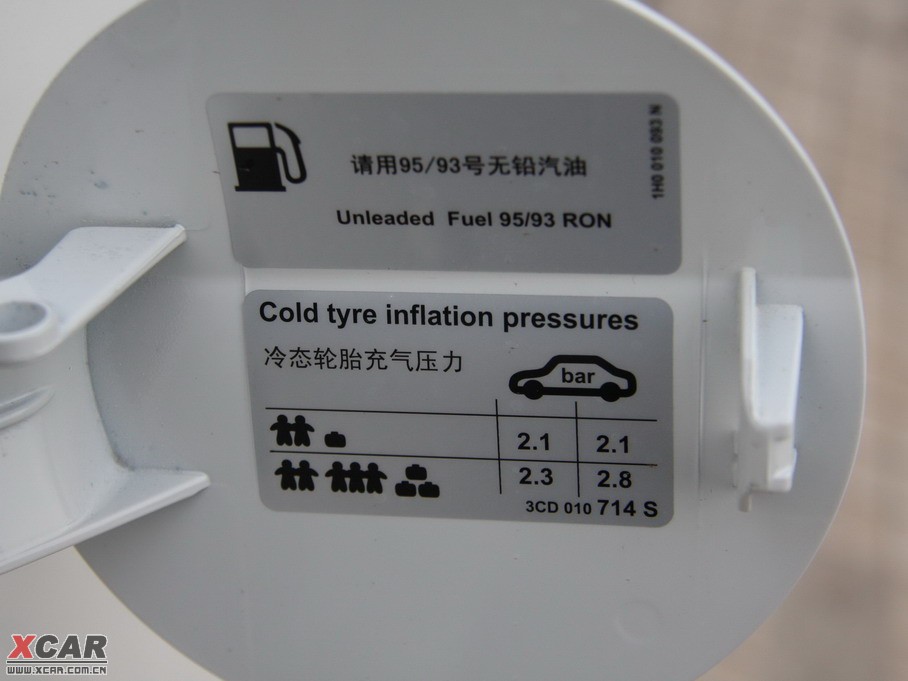 请用95/93号无铅汽油
Unleaded Fuel 95/93 RON
1H0 010 093 N
Cold tyre inflation pressures
冷态轮胎充气压力
bar
2.1 2.1
2.3 2.8
3CD 010 714 S
XCAR
WWW.XCAR.COM.CN